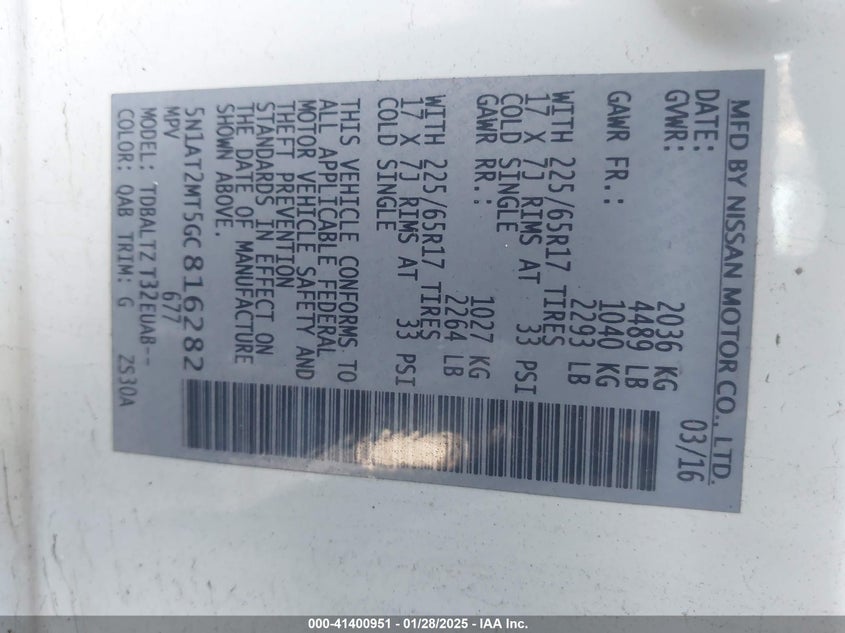 MFD BY NISSAN MOTOR CO., LTD.
DATE: 03/16
GVWR: 2036 KG
4489 LB
GAWR FR.: 1040 KG
2293 LB
WITH 225/65R17 TIRES
17 X 7J RIMS AT 33 PSI
COLD SINGLE
GAWR RR.: 1027 KG
2264 LB
WITH 225/65R17 TIRES
17 X 7J RIMS AT 33 PSI
COLD SINGLE
THIS VEHICLE CONFORMS TO
ALL APPLICABLE FEDERAL
MOTOR VEHICLE SAFETY AND
THEFT PREVENTION
STANDARDS IN EFFECT ON
THE DATE OF MANUFACTURE
SHOWN ABOVE.
5N1AT2MT5GC816282
MPV 677
MODEL: TDBALTZ T32EUAB--
COLOR: QAB TRIM: G ZS30A
000-41400951 - 01/28/2025 - IAA Inc.